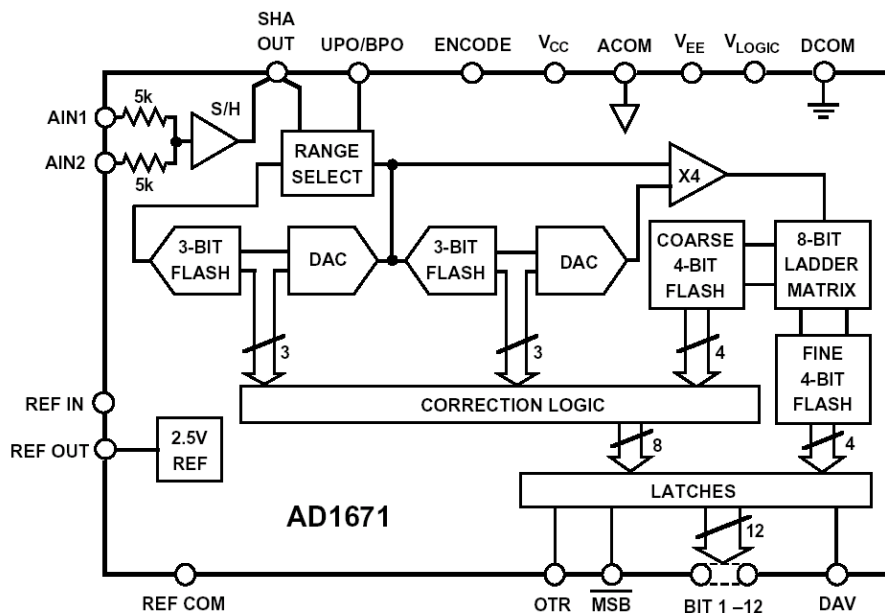 SHA
OUT
UPO/BPO
ENCODE
VCC
ACOM
VEE
VLOGIC
DCOM
5k
S/H
AIN1
AIN2
5k
RANGE
SELECT
X4
3-BIT
FLASH
DAC
3-BIT
FLASH
DAC
COARSE
4-BIT
FLASH
8-BIT
LADDER
MATRIX
3
3
4
FINE
4-BIT
FLASH
REF IN
CORRECTION LOGIC
REF OUT
2.5V
REF
8
4
LATCHES
AD1671
12
REF COM
OTR
MSB
BIT 1 –12
DAV